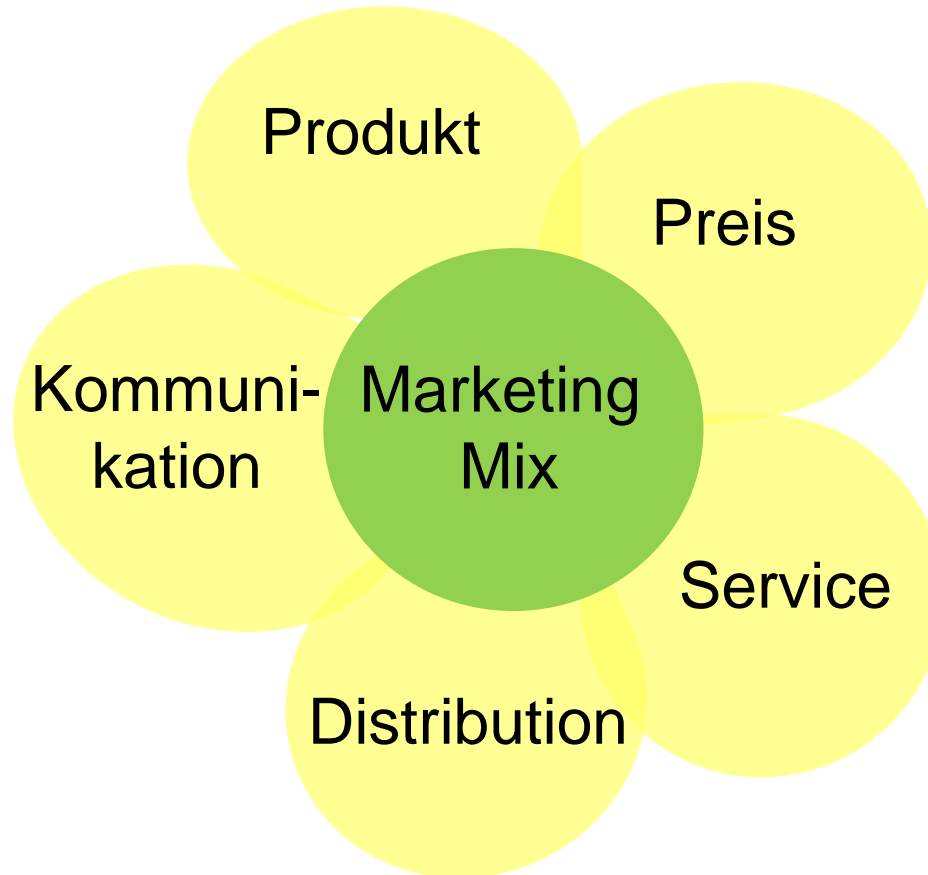 Produkt
Preis
Kommuni-
kation
Marketing
Mix
Service
Distribution